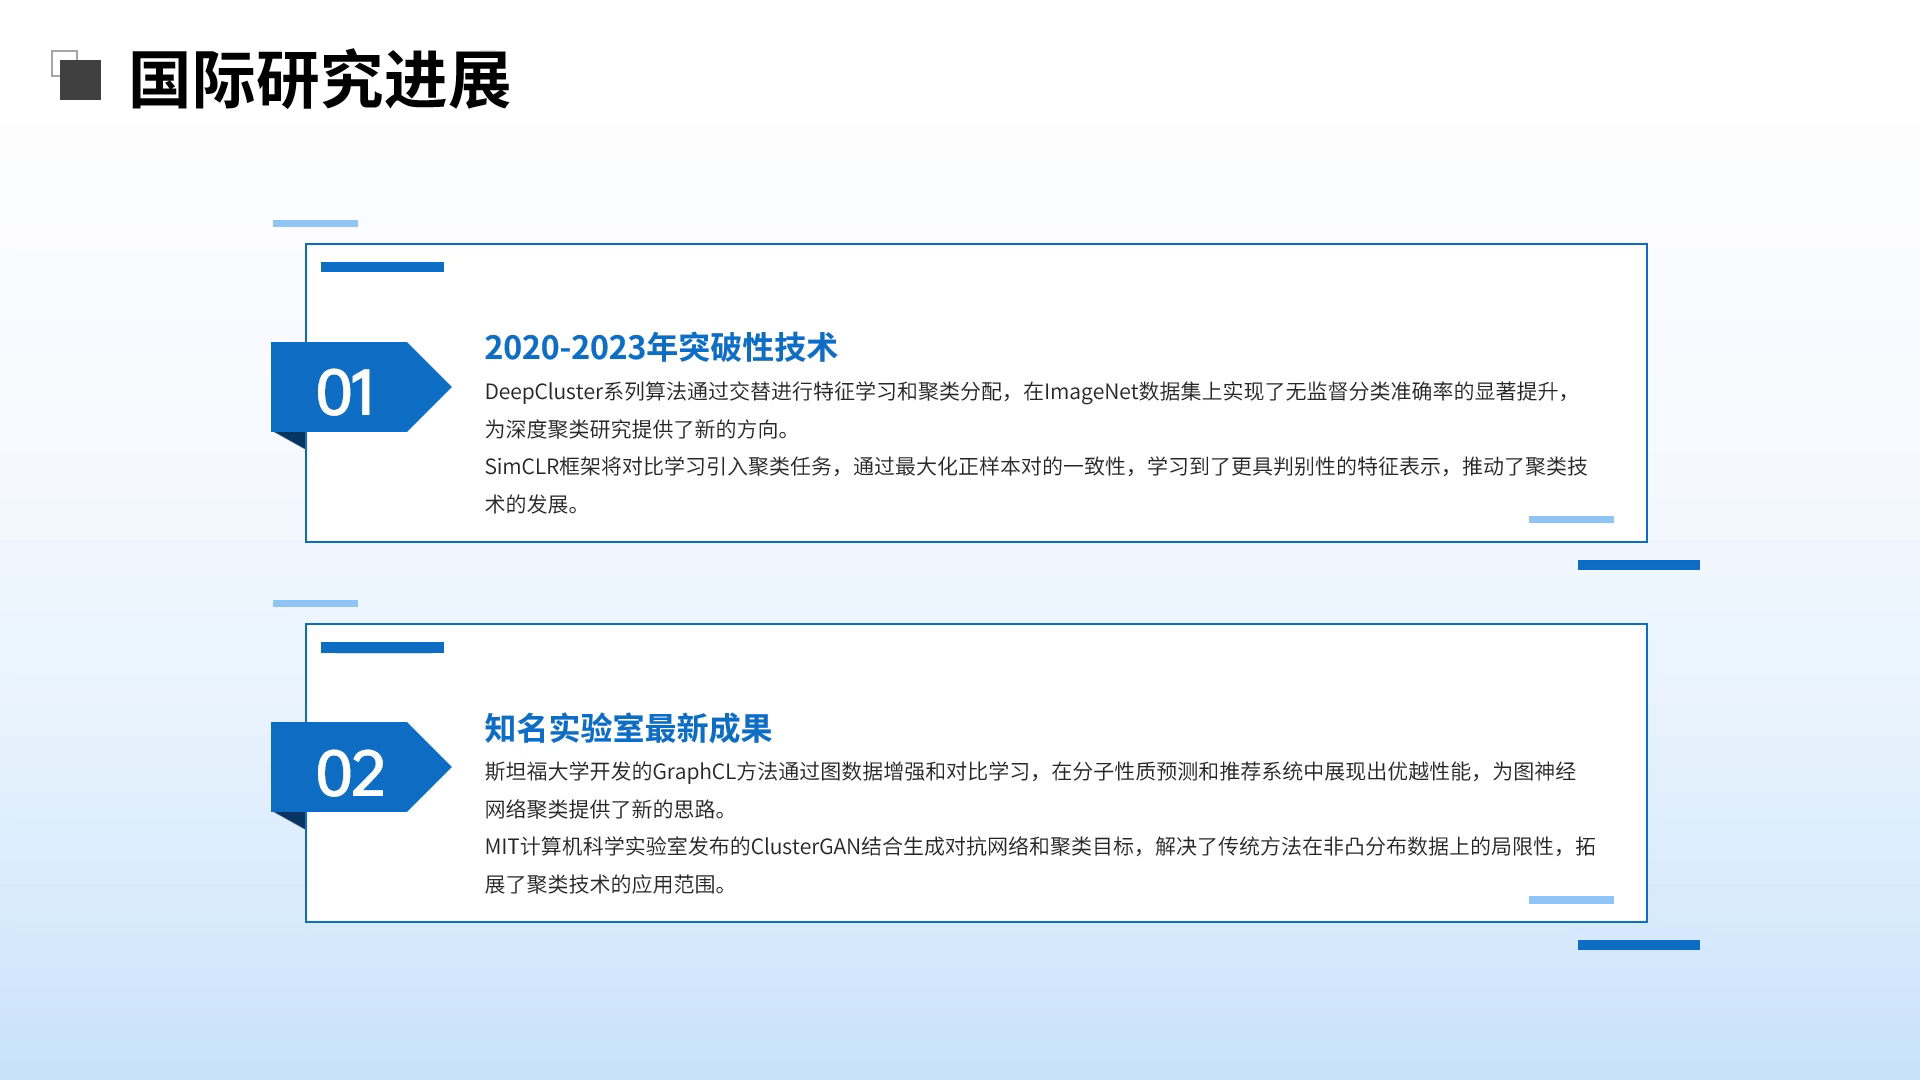 国际研究进展
01
2020-2023年突破性技术
DeepCluster系列算法通过交替进行特征学习和聚类分配，在ImageNet数据集上实现了无监督分类准确率的显著提升，
为深度聚类研究提供了新的方向。
SimCLR框架将对比学习引入聚类任务，通过最大化正样本对的一致性，学习到了更具判别性的特征表示，推动了聚类技
术的发展。
02
知名实验室最新成果
斯坦福大学开发的GraphCL方法通过图数据增强和对比学习，在分子性质预测和推荐系统中展现出优越性能，为图神经
网络聚类提供了新的思路。
MIT计算机科学实验室发布的ClusterGAN结合生成对抗网络和聚类目标，解决了传统方法在非凸分布数据上的局限性，拓
展了聚类技术的应用范围。